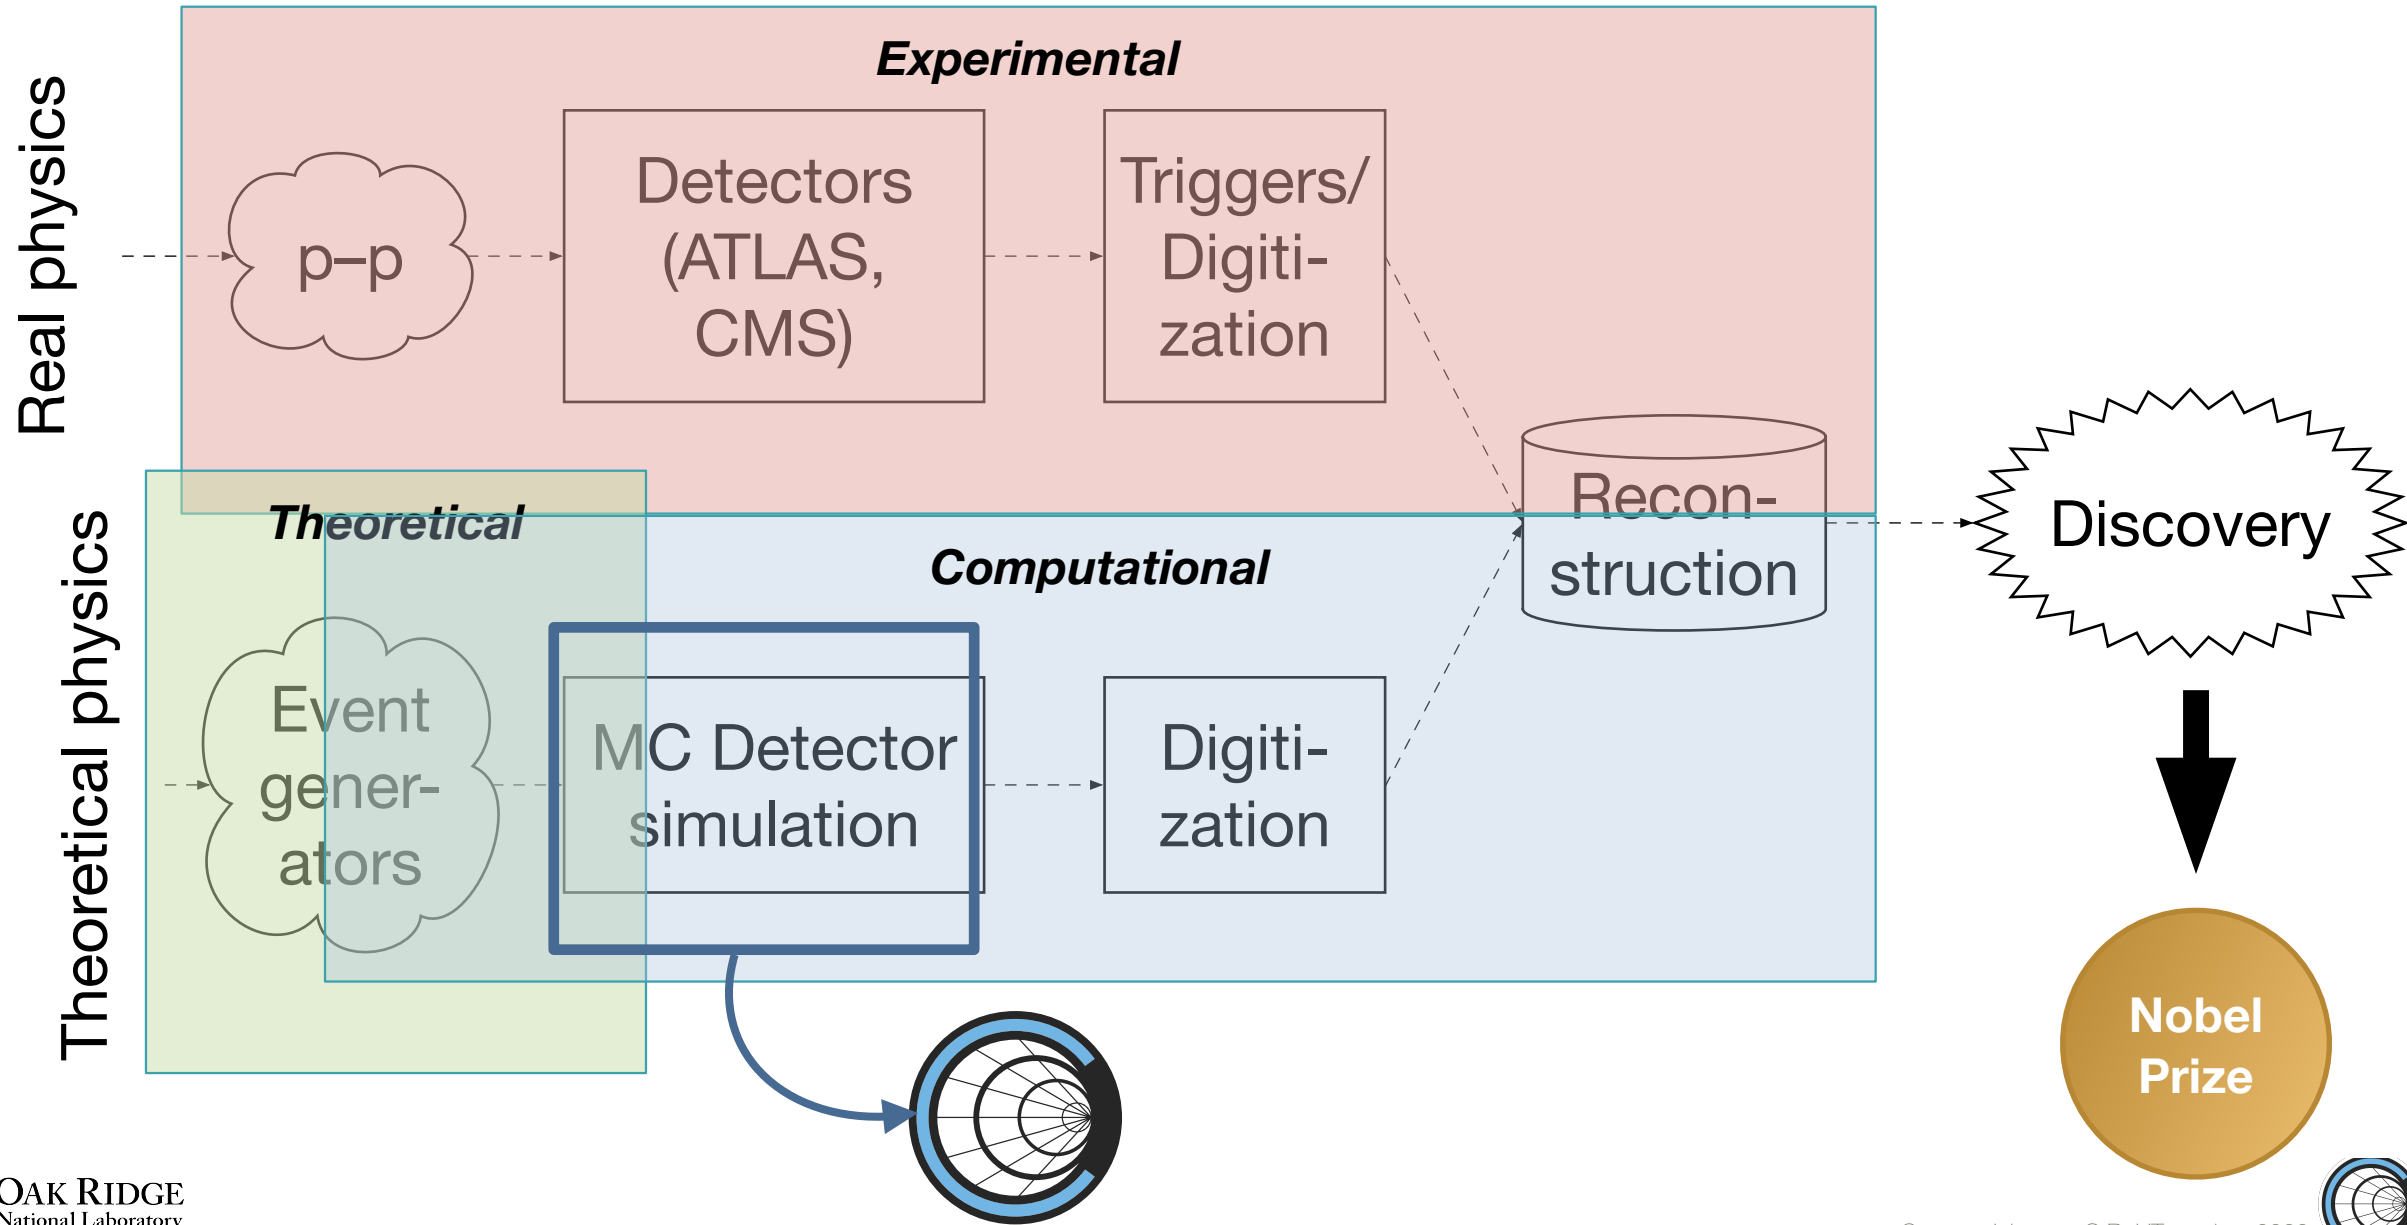 Experimental
Real physics
p–p
Detectors
(ATLAS,
CMS)
Triggers/
Digiti-
zation
Theoretical
Computational
Recon-
struction
Discovery
Theoretical physics
Event
gener-
ators
MC Detector
simulation
Digiti-
zation
Nobel
Prize
OAK RIDGE
National Laboratory